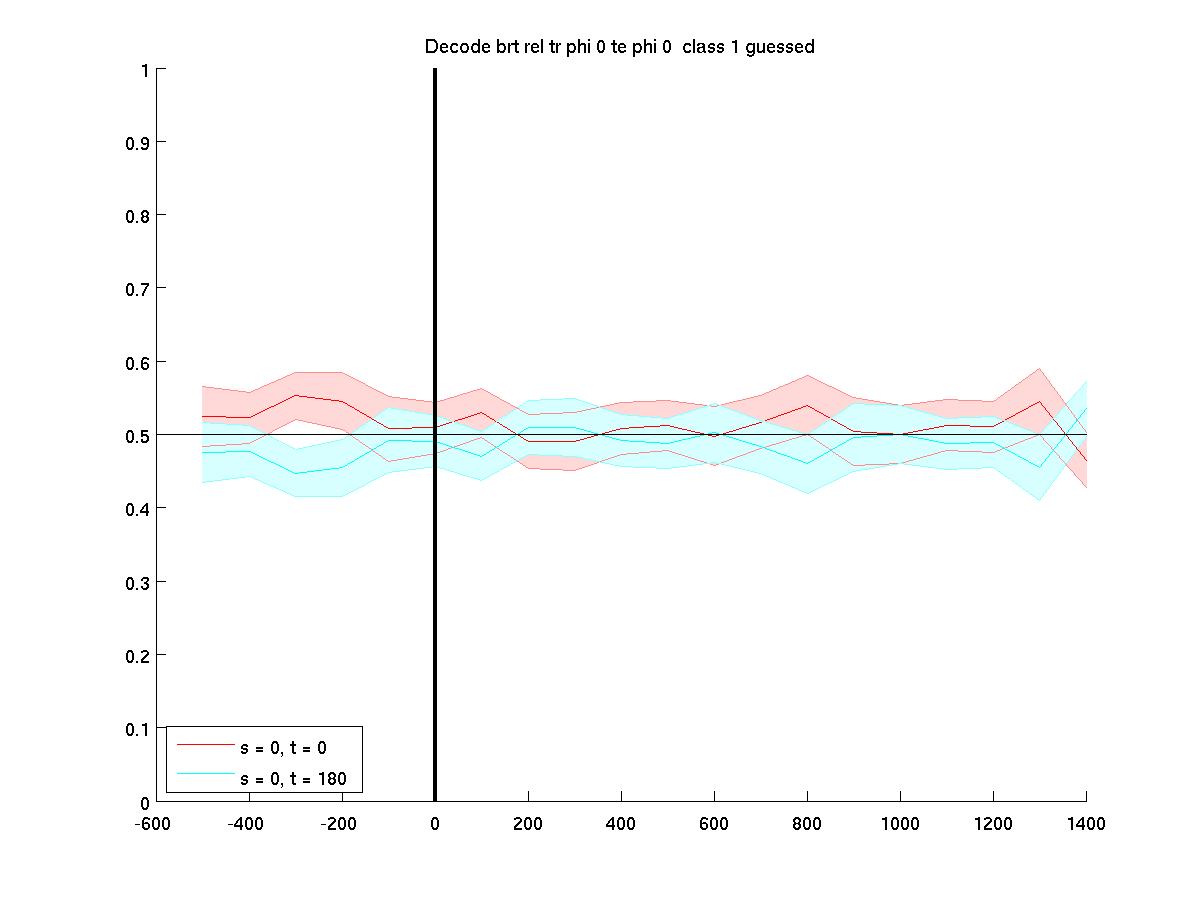 Decode brt rel tr phi 0 te phi 0  class 1 guessed
1
0.9
0.8
0.7
0.6
0.5
0.4
0.3
0.2
0.1
0
s = 0, t = 0
s = 0, t = 180
-600 -400 -200 0 200 400 600 800 1000 1200 1400